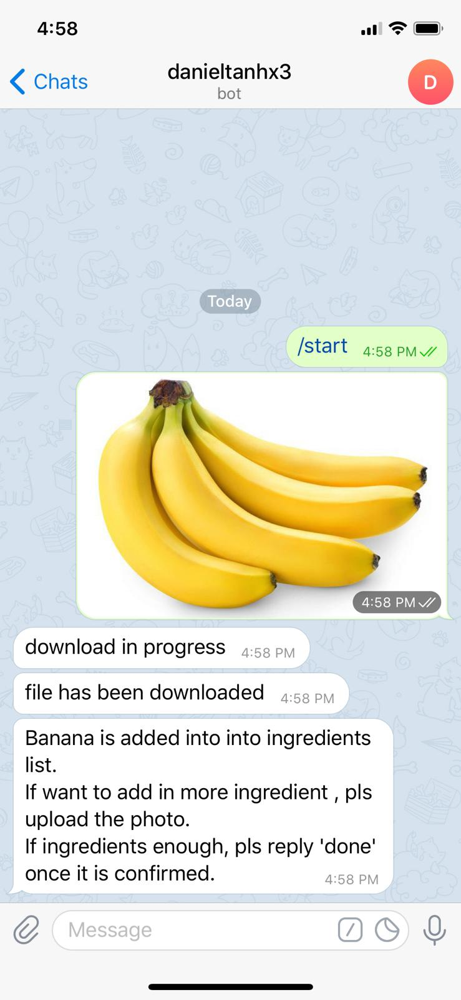 4:58
Chats
danieltanhx3
bot
D
Today
/start 4:58 PM
4:58 PM
download in progress 4:58 PM
file has been downloaded 4:58 PM
Banana is added into into ingredients
list.
If want to add in more ingredient , pls
upload the photo.
If ingredients enough, pls reply 'done'
once it is confirmed.
4:58 PM
Message